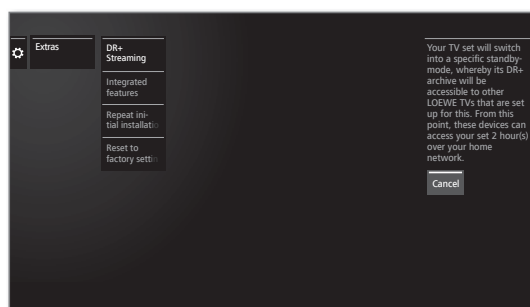 Extras
DR+
Streaming
Integrated
features
Repeat ini-
tial installatio
Reset to
factory settin
Your TV set will switch
into a specific standby-
mode, whereby its DR+
archive will be
accessible to other
LOEWE TVs that are set
up for this. From this
point, these devices can
access your set 2 hour(s)
over your home
network.
Cancel